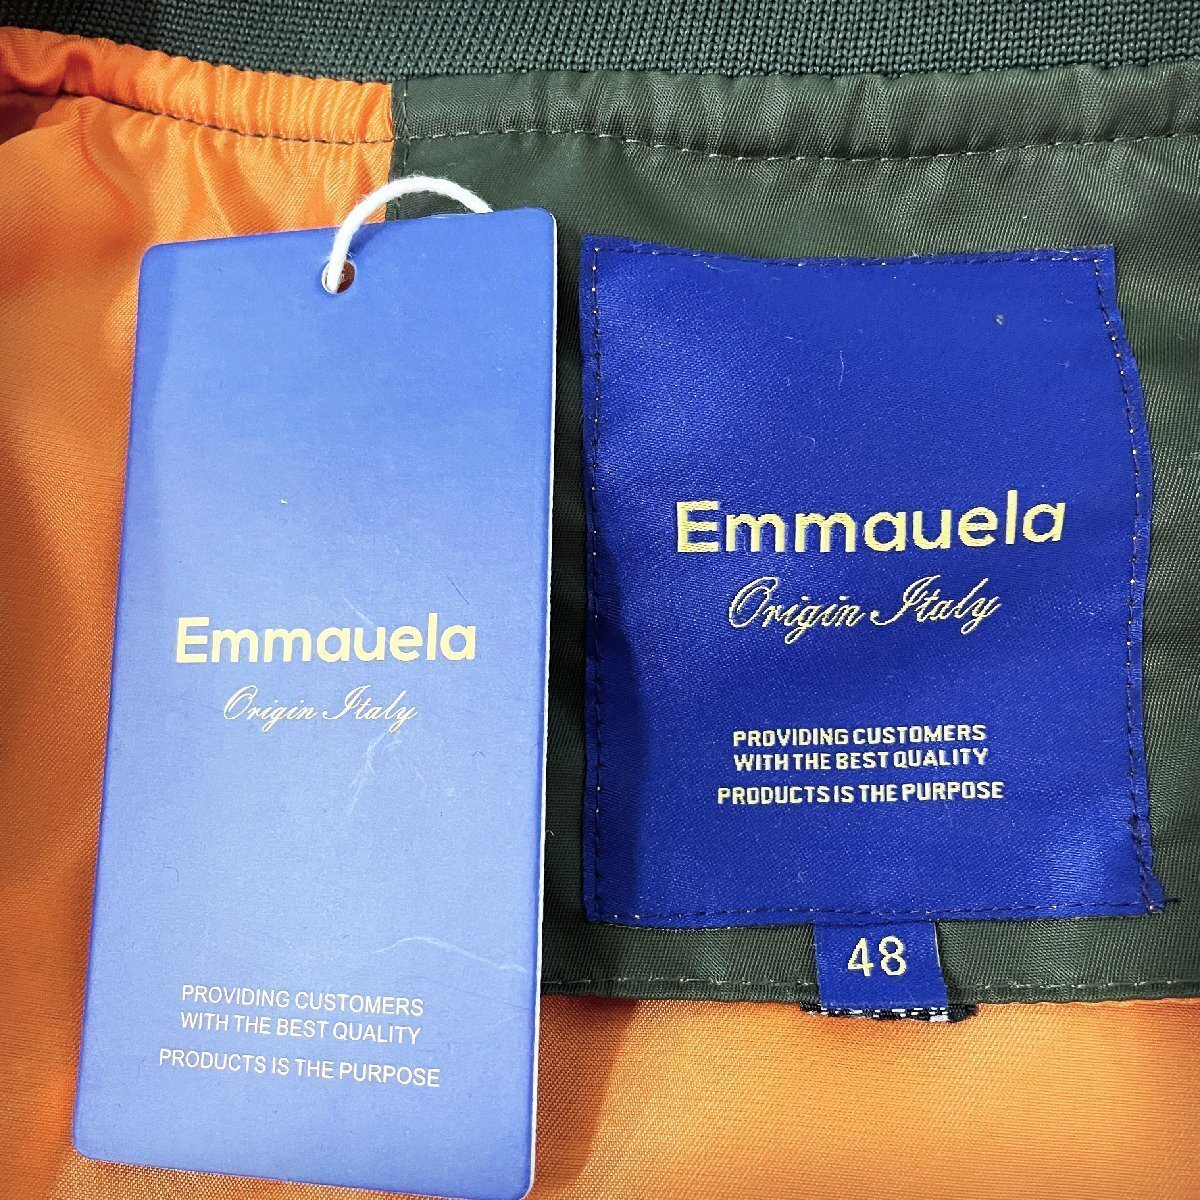 Emmauela
Origin Italy
PROVIDING CUSTOMERS
WITH THE BEST QUALITY
PRODUCTS IS THE PURPOSE
Emmauela
Origin Italy
PROVIDING CUSTOMERS
WITH THE BEST QUALITY
PRODUCTS IS THE PURPOSE
48